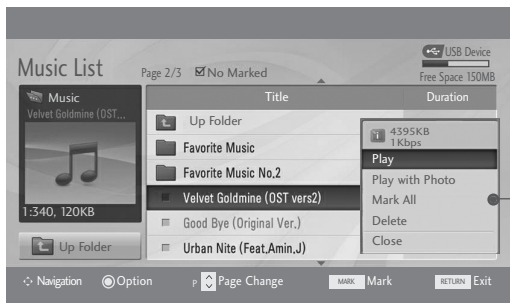 USB Device
Music List
Page 2/3
No Marked
Free Space 150MB
Music
Velvet Goldmine (OST...
1:340, 120KB
Up Folder
Title
Duration
Up Folder
Favorite Music
Favorite Music No.2
Velvet Goldmine (OST vers2)
Good Bye (Original Ver.)
Urban Nite (Feat.Amin.J)
4395KB
1Kbps
Play
Play with Photo
Mark All
Delete
Close
Navigation
Option
P
Page Change
MARK
Mark
RETURN
Exit